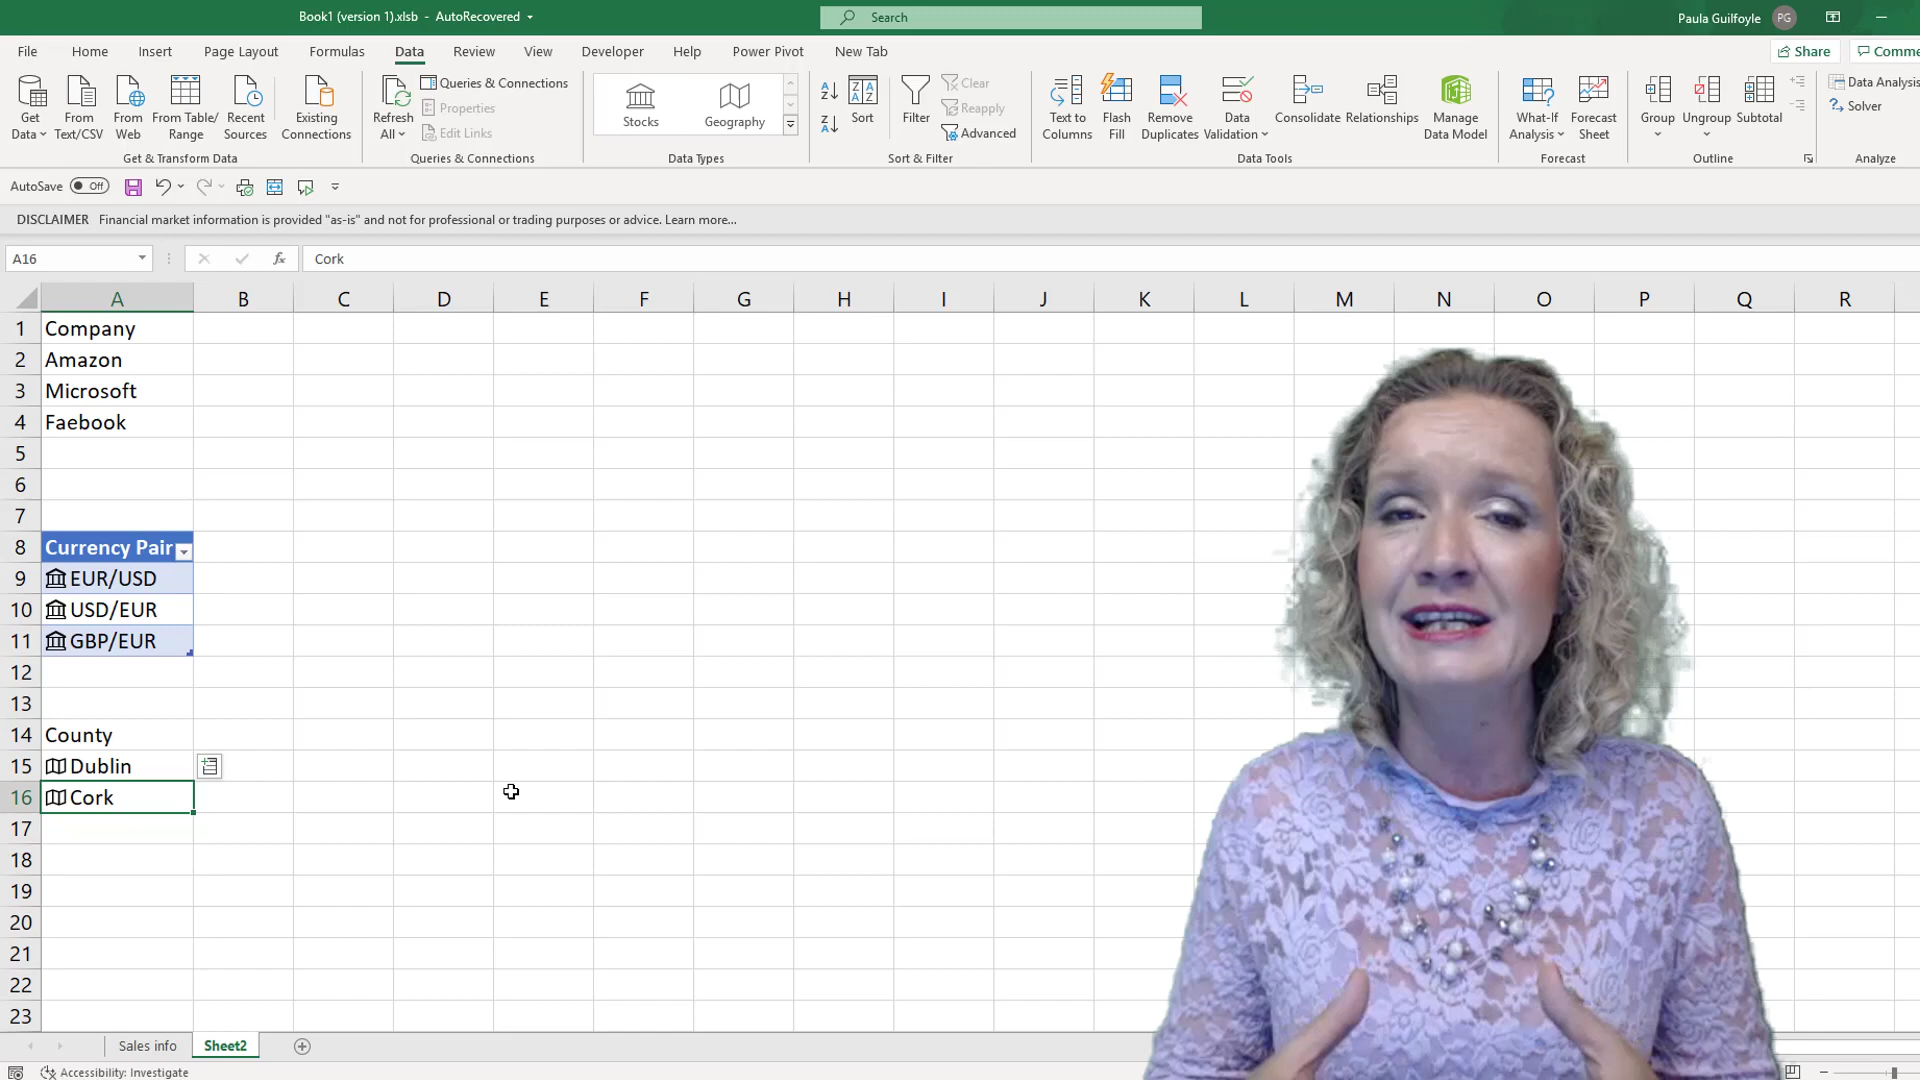 Book1 (version 1).xlsb - AutoRecovered
Search
Paula Guilfoyle PG
File Home Insert Page Layout Formulas Data Review View Developer Help Power Pivot New Tab
Share
Comme
Get Data
From Text/CSV
From Web
From Table/ Range
Recent Sources
Existing Connections
Get & Transform Data
Refresh All
Queries & Connections
Properties
Edit Links
Queries & Connections
Stocks
Geography
Data Types
Sort
Filter
Clear
Reapply
Advanced
Sort & Filter
Text to Columns
Flash Fill
Remove Duplicates
Data Validation
Consolidate
Relationships
Manage Data Model
Data Tools
What-If Analysis
Forecast Sheet
Forecast
Group
Ungroup
Subtotal
Outline
Data Analysis
Solver
Analyze
AutoSave Off
DISCLAIMER Financial market information is provided "as-is" and not for professional or trading purposes or advice. Learn more...
A16 fx Cork
A B C D E F G H I J K L M N O P Q R
1 Company
2 Amazon
3 Microsoft
4 Faebook
5
6
7
8 Currency Pair
9 EUR/USD
10 USD/EUR
11 GBP/EUR
12
13
14 County
15 Dublin
16 Cork
17
18
19
20
21
22
23
Sales info Sheet2
Accessibility: Investigate